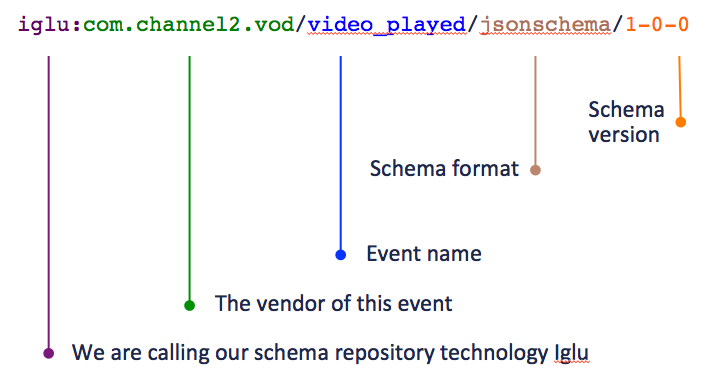 iglu:com.channel2.vod/video_played/jsonschema/1-0-0
Schema
version
Schema format
Event name
The vendor of this event
We are calling our schema repository technology Iglu